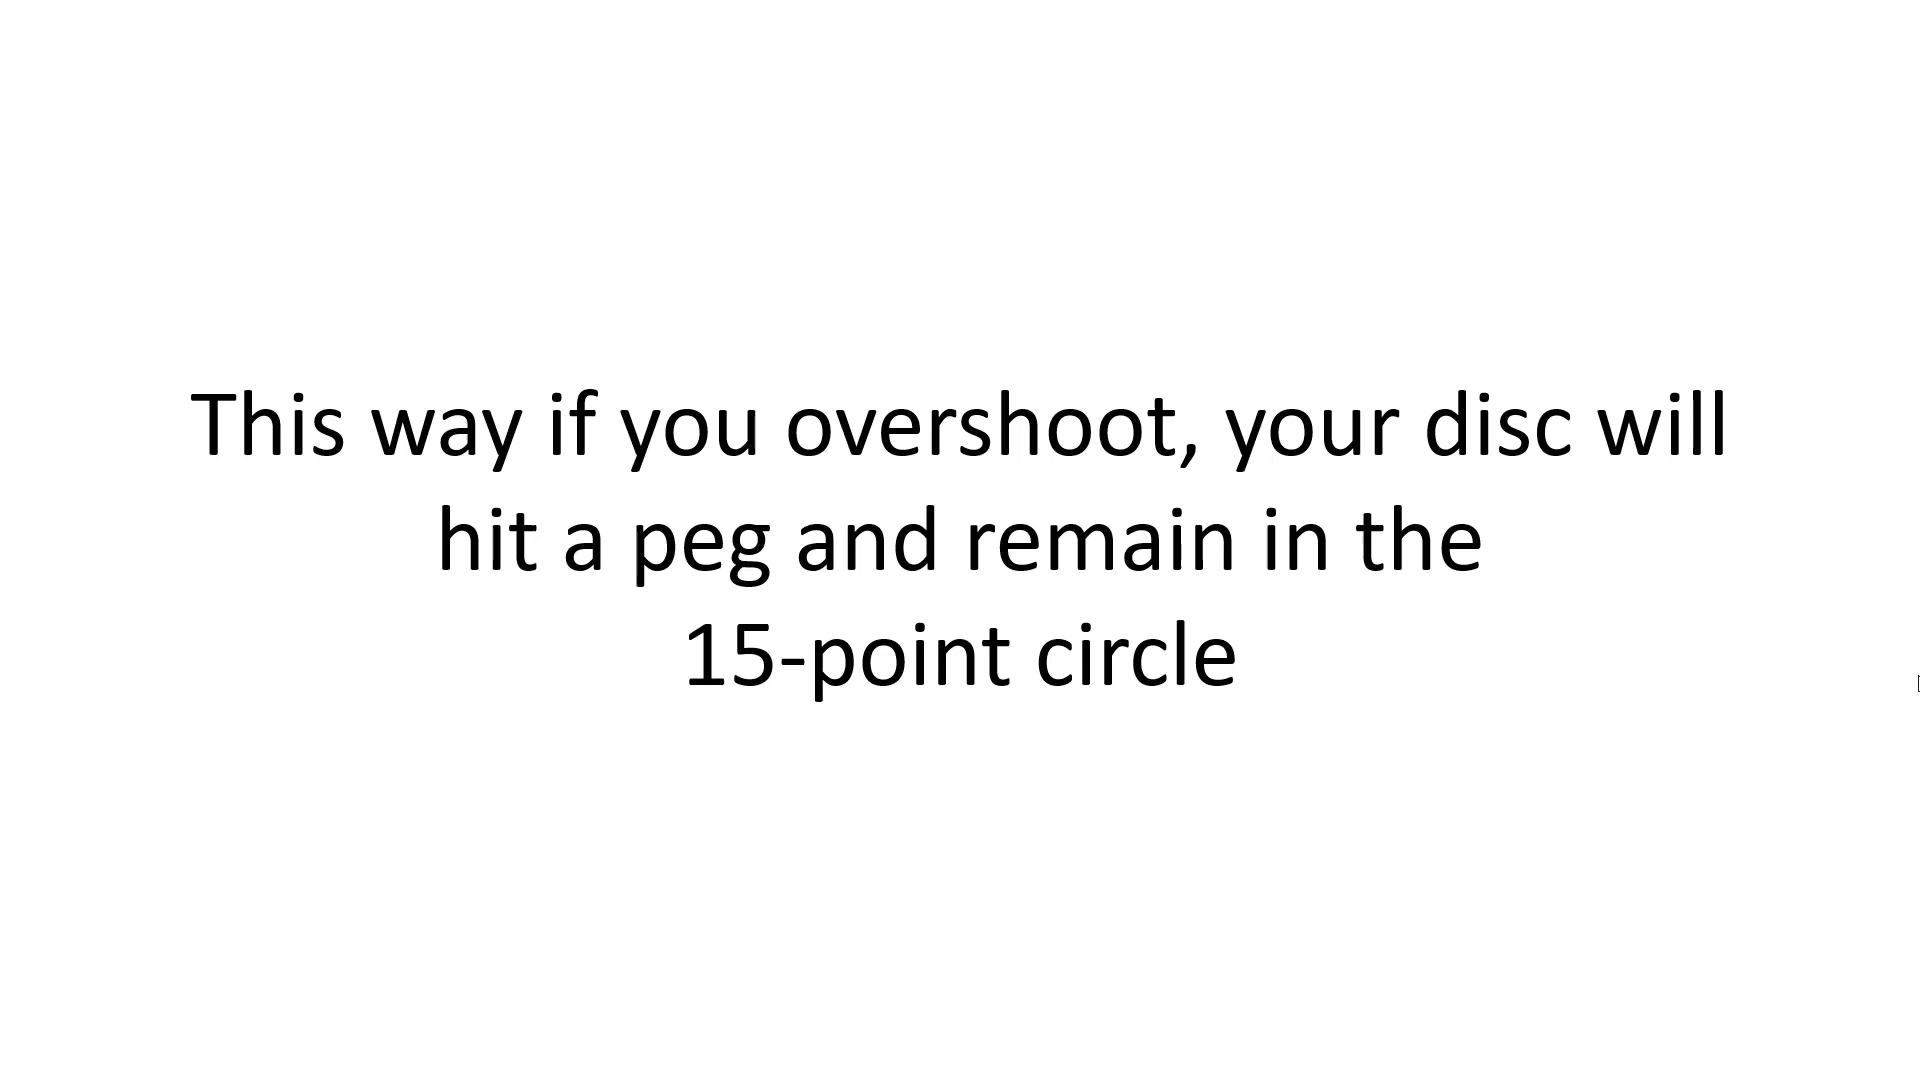 This way if you overshoot, your disc will
hit a peg and remain in the
15-point circle